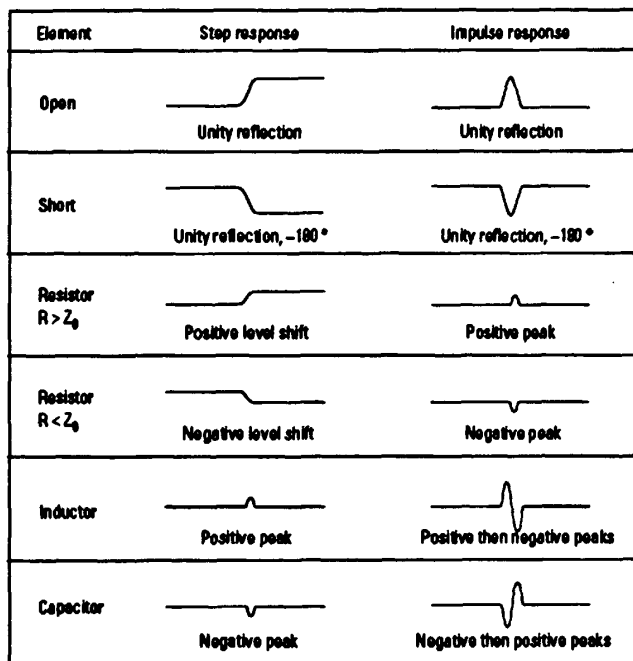 Element Step response Impulse response
Open
Unity reflection Unity reflection
Short
Unity reflection, –180° Unity reflection, –180°
Resistor
R > Z₀
Positive level shift Positive peak
Resistor
R < Z₀
Negative level shift Negative peak
Inductor
Positive peak Positive then negative peaks
Capacitor
Negative peak Negative then positive peaks